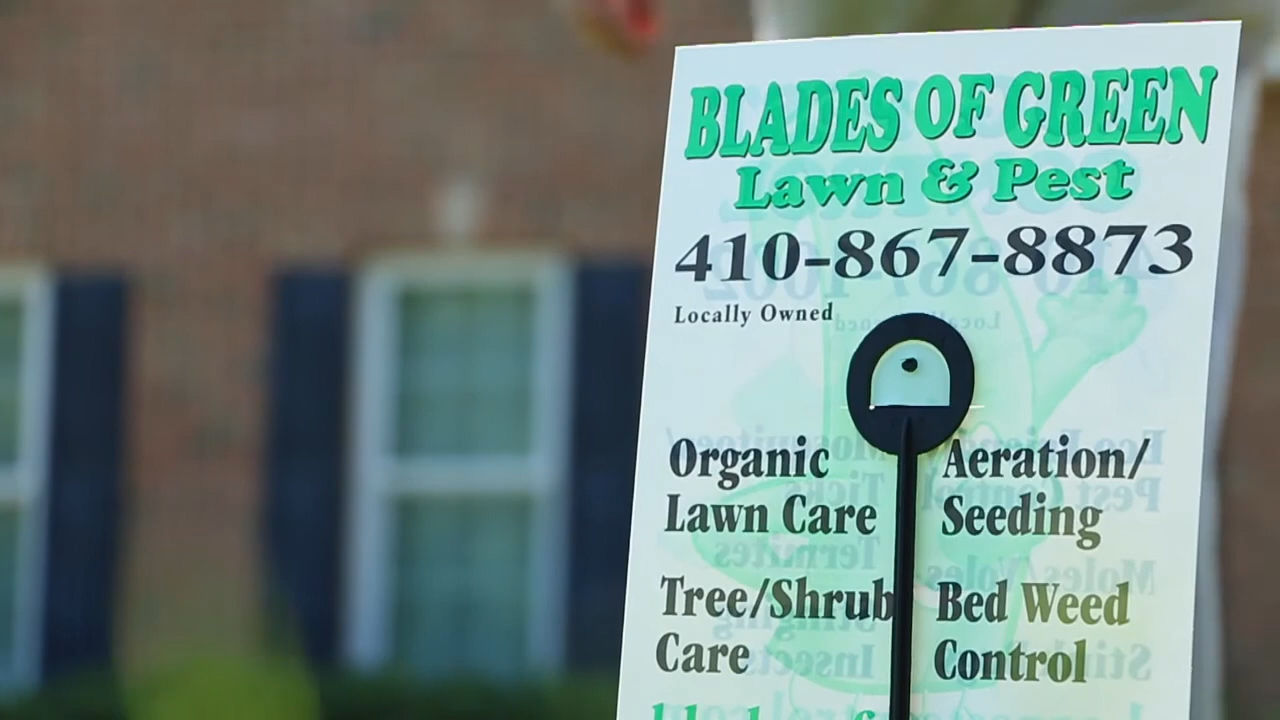 BLADES OF GREEN
Lawn & Pest
410-867-8873
Locally Owned
Organic
Lawn Care
Aeration/
Seeding
Tree/Shrub
Care
Bed Weed
Control